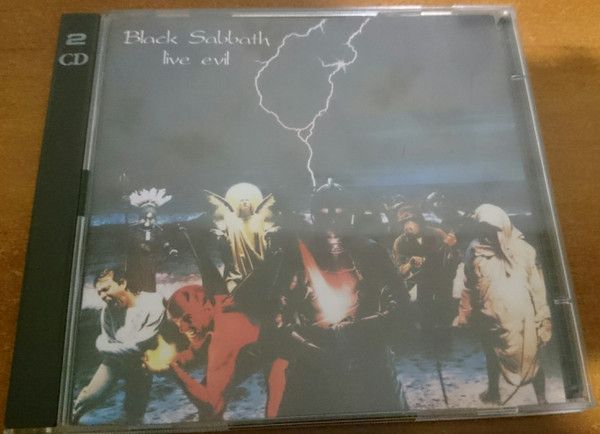 2
CD
Black Sabbath
live evil